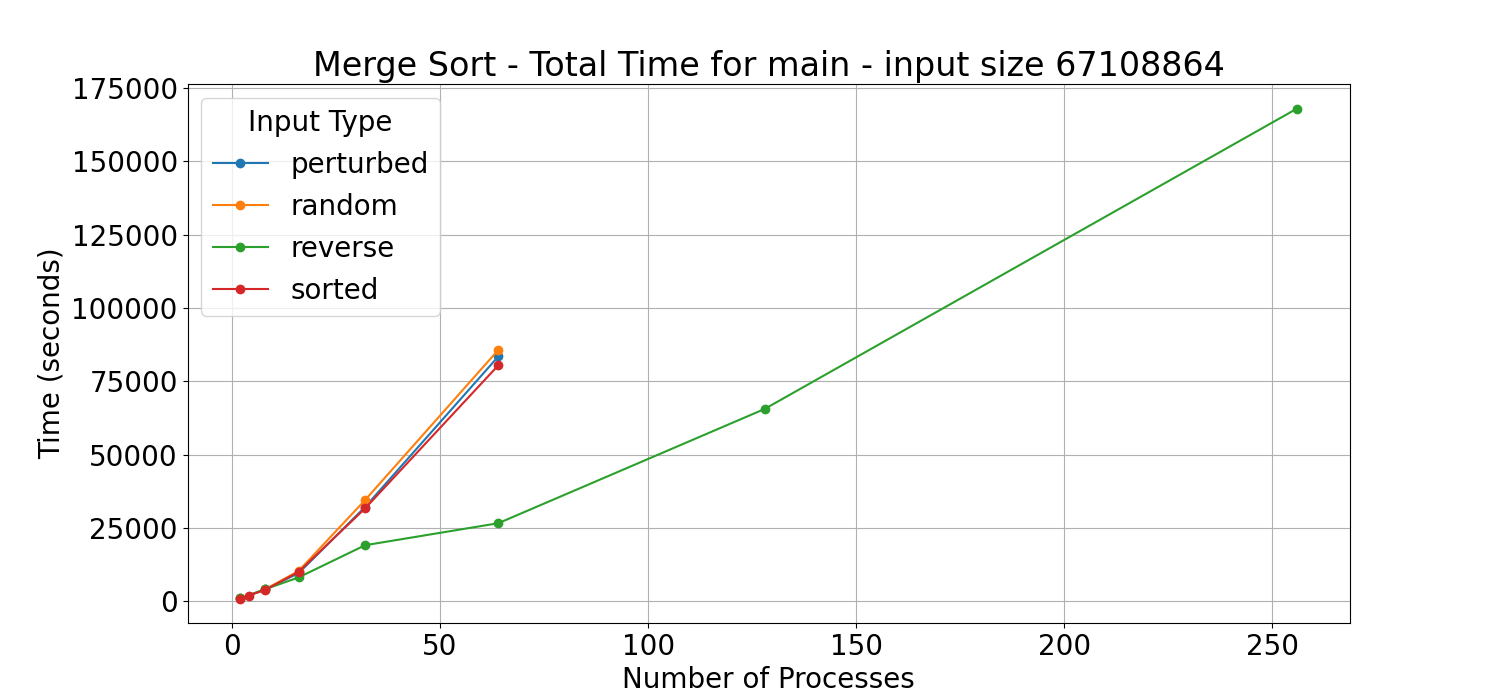 Merge Sort - Total Time for main - input size 67108864
175000
150000
125000
100000
75000
50000
25000
0
Time (seconds)
Input Type
perturbed
random
reverse
sorted
0 50 100 150 200 250
Number of Processes